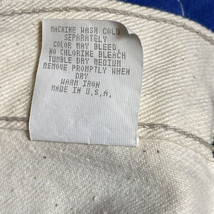 MACHINE WASH COLD
SEPARATELY
COLOR MAY BLEED.
NO CHLORINE BLEACH
TUMBLE DRY MEDIUM
REMOVE PROMPTLY WHEN
DRY
WARM IRON
MADE IN U.S.A.